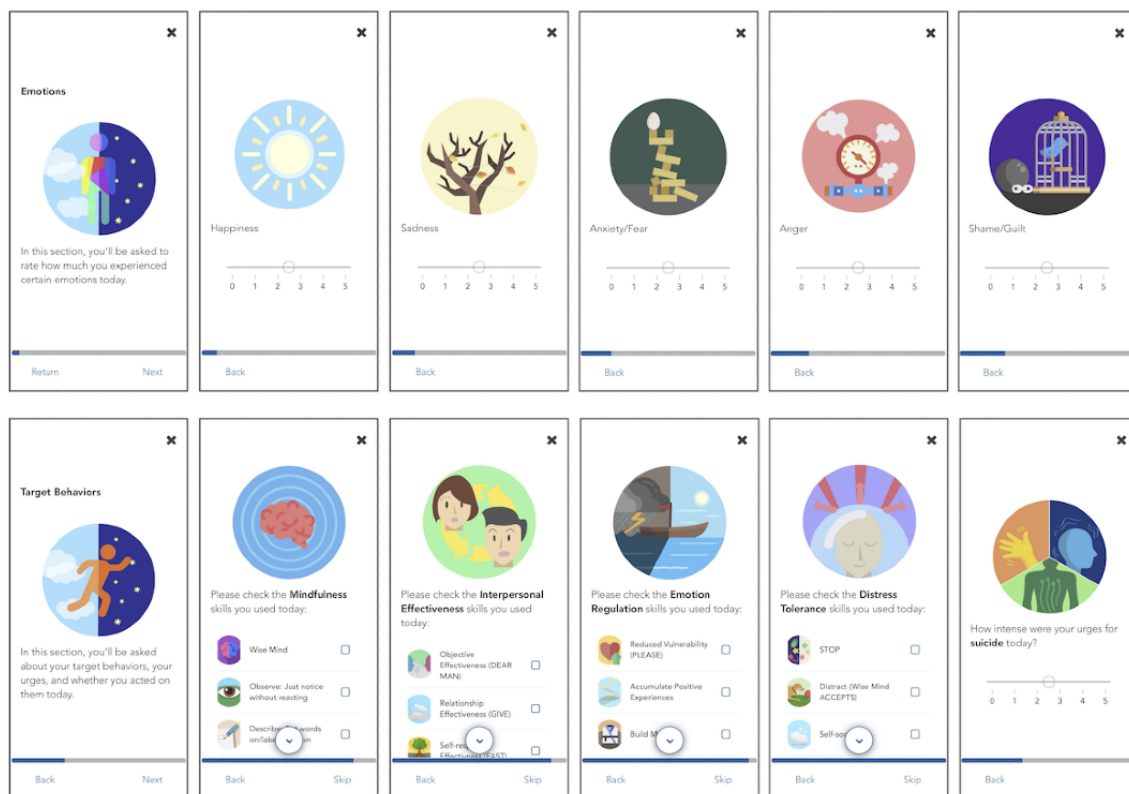 Emotions
In this section, you'll be asked to
rate how much you experienced
certain emotions today.
Return Next
Happiness
0 1 2 3 4 5
Back
Sadness
0 1 2 3 4 5
Back
Anxiety/Fear
0 1 2 3 4 5
Back
Anger
0 1 2 3 4 5
Back
Shame/Guilt
0 1 2 3 4 5
Back
Target Behaviors
In this section, you'll be asked
about your target behaviors, your
urges, and whether you acted on
them today.
Back Next
Please check the Mindfulness
skills you used today:
Wise Mind
Observe: Just notice
without reacting
Describe: words
Back Skip
Please check the Interpersonal
Effectiveness skills you used
today:
Objective
Effectiveness (DEAR
MAN)
Relationship
Effectiveness (GIVE)
Effectiveness (FAST)
Back Skip
Please check the Emotion
Regulation skills you used today:
Reduced Vulnerability
(PLEASE)
Accumulate Positive
Experiences
Build
Back Skip
Please check the Distress
Tolerance skills you used today:
STOP
Distract (Wise Mind
ACCEPTS)
Back Skip
How intense were your urges for
suicide today?
0 1 2 3 4 5
Back